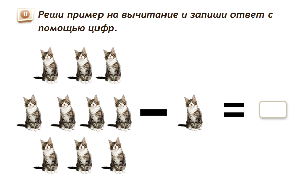 Реши пример на вычитание и запиши ответ с
помощью цифр.